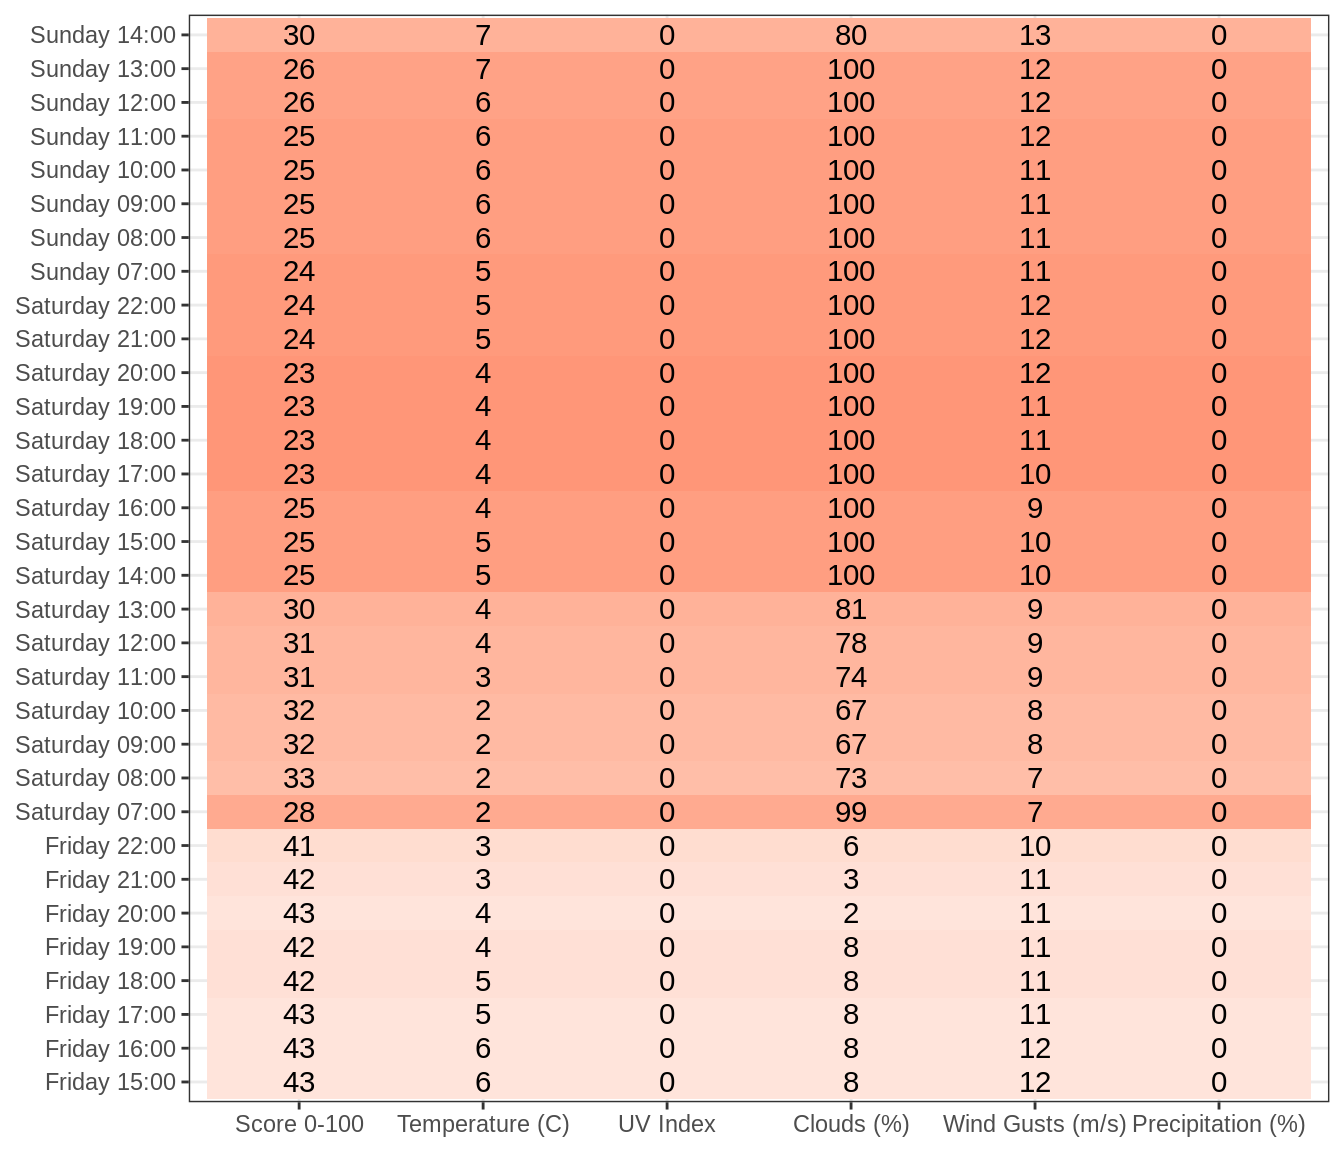 Sunday 14:00 30 7 0 80 13 0
Sunday 13:00 26 7 0 100 12 0
Sunday 12:00 26 6 0 100 12 0
Sunday 11:00 25 6 0 100 12 0
Sunday 10:00 25 6 0 100 11 0
Sunday 09:00 25 6 0 100 11 0
Sunday 08:00 25 6 0 100 11 0
Sunday 07:00 24 5 0 100 11 0
Saturday 22:00 24 5 0 100 12 0
Saturday 21:00 24 5 0 100 12 0
Saturday 20:00 23 4 0 100 12 0
Saturday 19:00 23 4 0 100 11 0
Saturday 18:00 23 4 0 100 11 0
Saturday 17:00 23 4 0 100 10 0
Saturday 16:00 25 4 0 100 9 0
Saturday 15:00 25 5 0 100 10 0
Saturday 14:00 25 5 0 100 10 0
Saturday 13:00 30 4 0 81 9 0
Saturday 12:00 31 4 0 78 9 0
Saturday 11:00 31 3 0 74 9 0
Saturday 10:00 32 2 0 67 8 0
Saturday 09:00 32 2 0 67 8 0
Saturday 08:00 33 2 0 73 7 0
Saturday 07:00 28 2 0 99 7 0
Friday 22:00 41 3 0 6 10 0
Friday 21:00 42 3 0 3 11 0
Friday 20:00 43 4 0 2 11 0
Friday 19:00 42 4 0 8 11 0
Friday 18:00 42 5 0 8 11 0
Friday 17:00 43 5 0 8 11 0
Friday 16:00 43 6 0 8 12 0
Friday 15:00 43 6 0 8 12 0
Score 0-100 Temperature (C) UV Index Clouds (%) Wind Gusts (m/s) Precipitation (%)